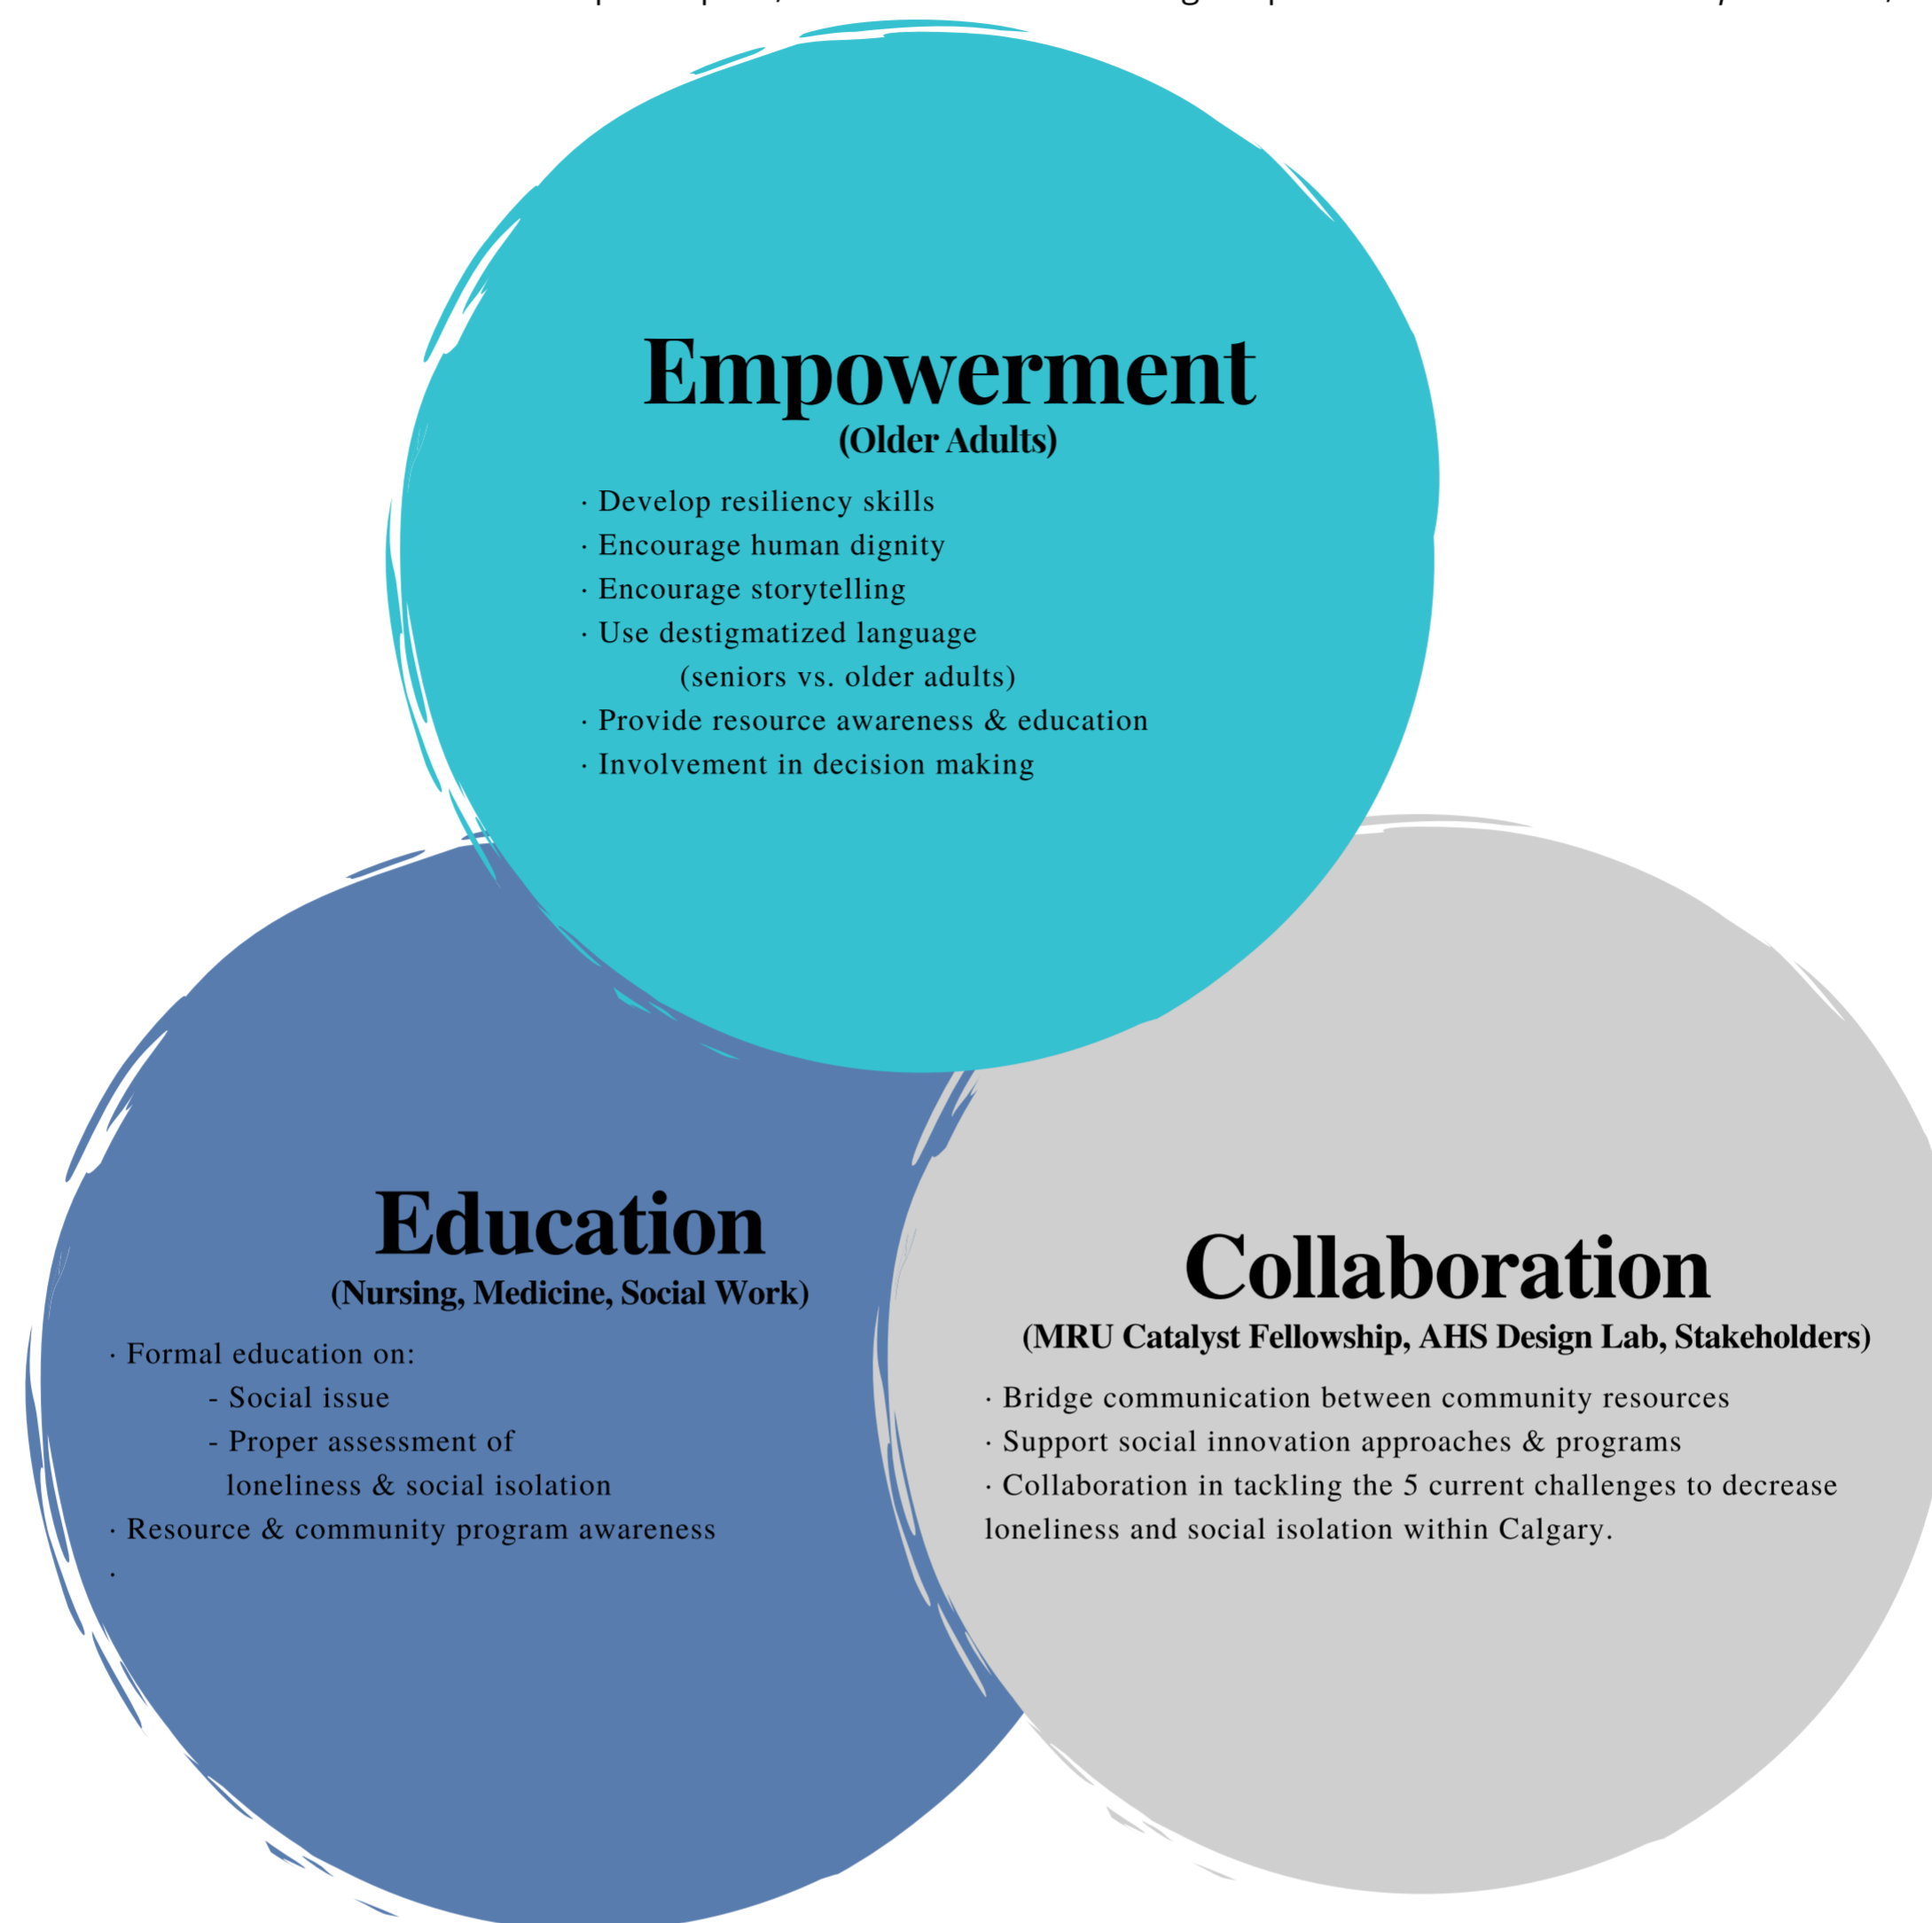 Empowerment
(Older Adults)
· Develop resiliency skills
· Encourage human dignity
· Encourage storytelling
· Use destigmatized language
(seniors vs. older adults)
· Provide resource awareness & education
· Involvement in decision making
Education
(Nursing, Medicine, Social Work)
· Formal education on:
- Social issue
- Proper assessment of
loneliness & social isolation
· Resource & community program awareness
·
Collaboration
(MRU Catalyst Fellowship, AHS Design Lab, Stakeholders)
· Bridge communication between community resources
· Support social innovation approaches & programs
· Collaboration in tackling the 5 current challenges to decrease
loneliness and social isolation within Calgary.